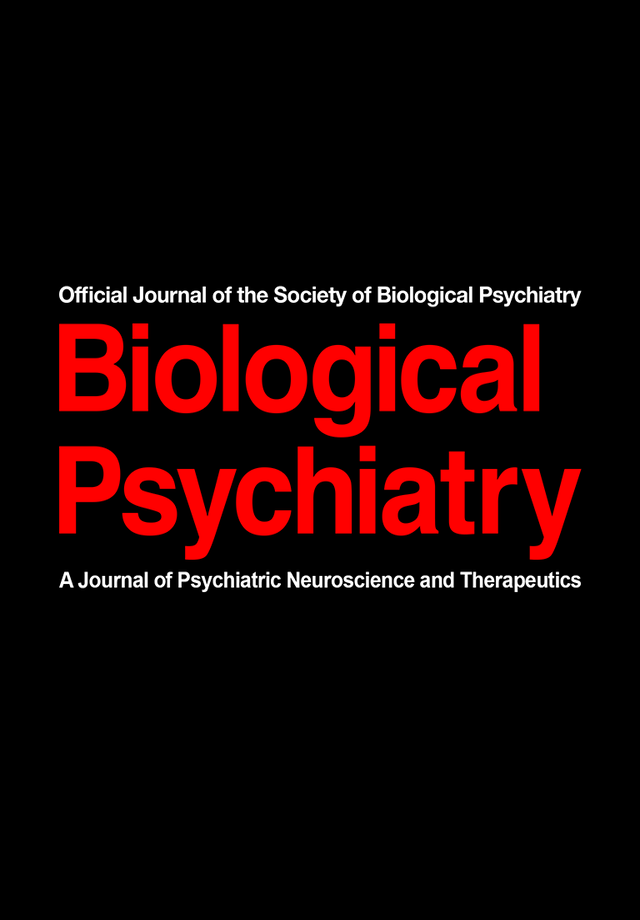 Official Journal of the Society of Biological Psychiatry
Biological
Psychiatry
A Journal of Psychiatric Neuroscience and Therapeutics